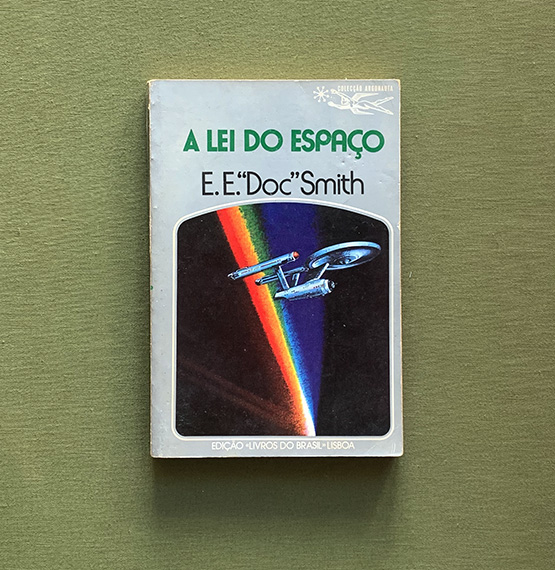 COLECÇÃO ARGONAUTA
A LEI DO ESPAÇO
E.E."Doc"Smith
EDIÇÃO «LIVROS DO BRASIL» LISBOA